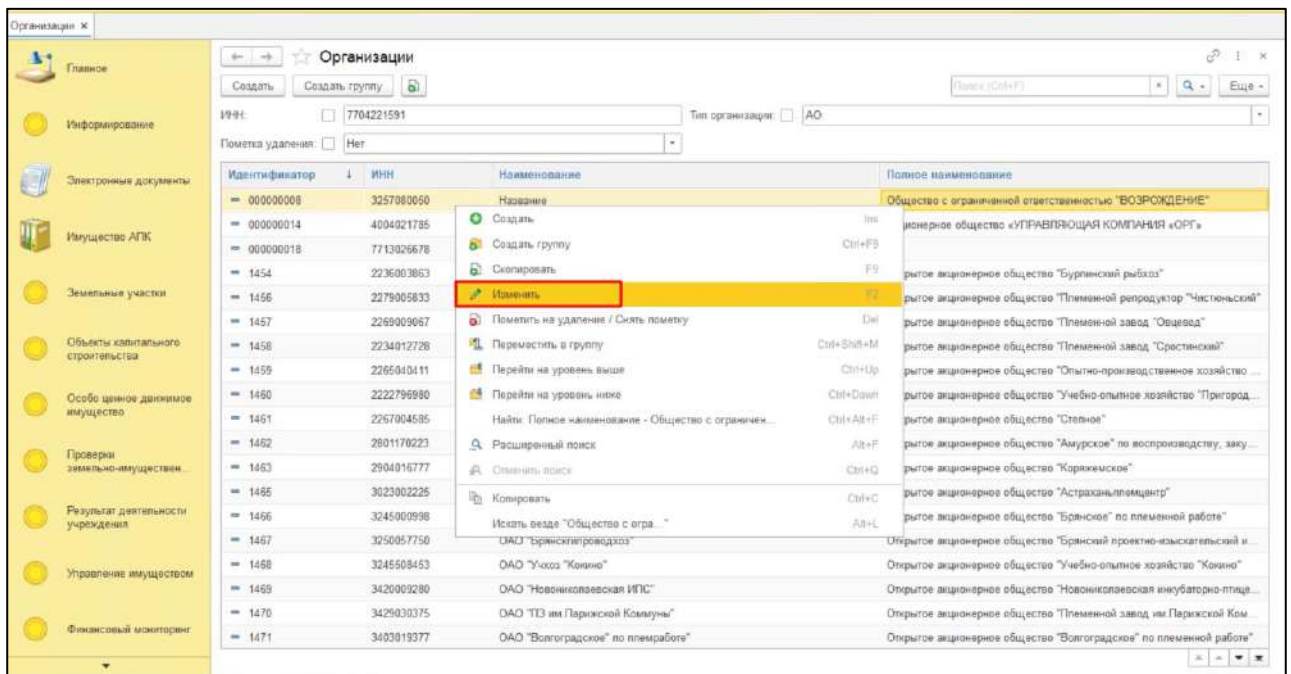 Организации ×
Главное
Информирование
Электронные документы
Имущество АПК
Земельные участки
Объекты капитального
строительства
Особо ценное движимое
имущество
Проверки
земельно-имуществен...
Результат деятельности
учреждения
Управление имуществом
Финансовый мониторинг
Организации
Создать Создать группу Поиск (Ctrl+F) × Еще
ИНН: 7704221591 Тип организации: АО
Пометка удаления: Нет
Идентификатор ↓ ИНН Наименование Полное наименование
000000008 3257080050 Название Общество с ограниченной ответственностью "ВОЗРОЖДЕНИЕ"
000000014 4004021785 ционерное общество «УПРАВЛЯЮЩАЯ КОМПАНИЯ «ОРГ»
000000018 7713026678
1454 2236003863 рытое акционерное общество "Бурлинский рыбхоз"
1456 2279005833 рытое акционерное общество "Племенной репродуктор "Чистюньский"
1457 2269009067 рытое акционерное общество "Племенной завод "Овцевод"
1458 2234012728 рытое акционерное общество "Племенной завод "Сростинский"
1459 2265040411 рытое акционерное общество "Опытно-производственное хозяйство ...
1460 2222796980 рытое акционерное общество "Учебно-опытное хозяйство "Пригород...
1461 2267004585 рытое акционерное общество "Степное"
1462 2801170223 рытое акционерное общество "Амурское" по воспроизводству, заку...
1463 2904016777 рытое акционерное общество "Коряжемское"
1465 3023002225 рытое акционерное общество "Астраханьплемцентр"
1466 3245000998 рытое акционерное общество "Брянское" по племенной работе"
1467 3250057750 ОАО "Брянскгипроводхоз" Открытое акционерное общество "Брянский проектно-изыскательский и...
1468 3245508453 ОАО "Учхоз "Кокино" Открытое акционерное общество "Учебно-опытное хозяйство "Кокино"
1469 3420009280 ОАО "Новониколаевская ИПС" Открытое акционерное общество "Новониколаевская инкубаторно-птице...
1470 3429030375 ОАО "ПЗ им Парижской Коммуны" Открытое акционерное общество "Племенной завод им Парижской Ком...
1471 3403019377 ОАО "Волгоградское" по племработе" Открытое акционерное общество "Волгоградское" по племенной работе"
Создать Ins
Создать группу Ctrl+F9
Скопировать F9
Изменить F2
Пометить на удаление / Снять пометку Del
Переместить в группу Ctrl+Shift+M
Перейти на уровень выше Ctrl+Up
Перейти на уровень ниже Ctrl+Down
Найти: Полное наименование - Общество с ограничен... Ctrl+Alt+F
Расширенный поиск Alt+F
Отменить поиск Ctrl+Q
Копировать Ctrl+C
Искать везде "Общество с огра..." Alt+L